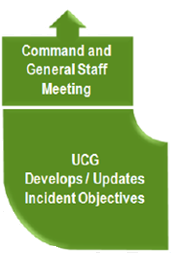 Command and
General Staff
Meeting
UCG
Develops / Updates
Incident Objectives